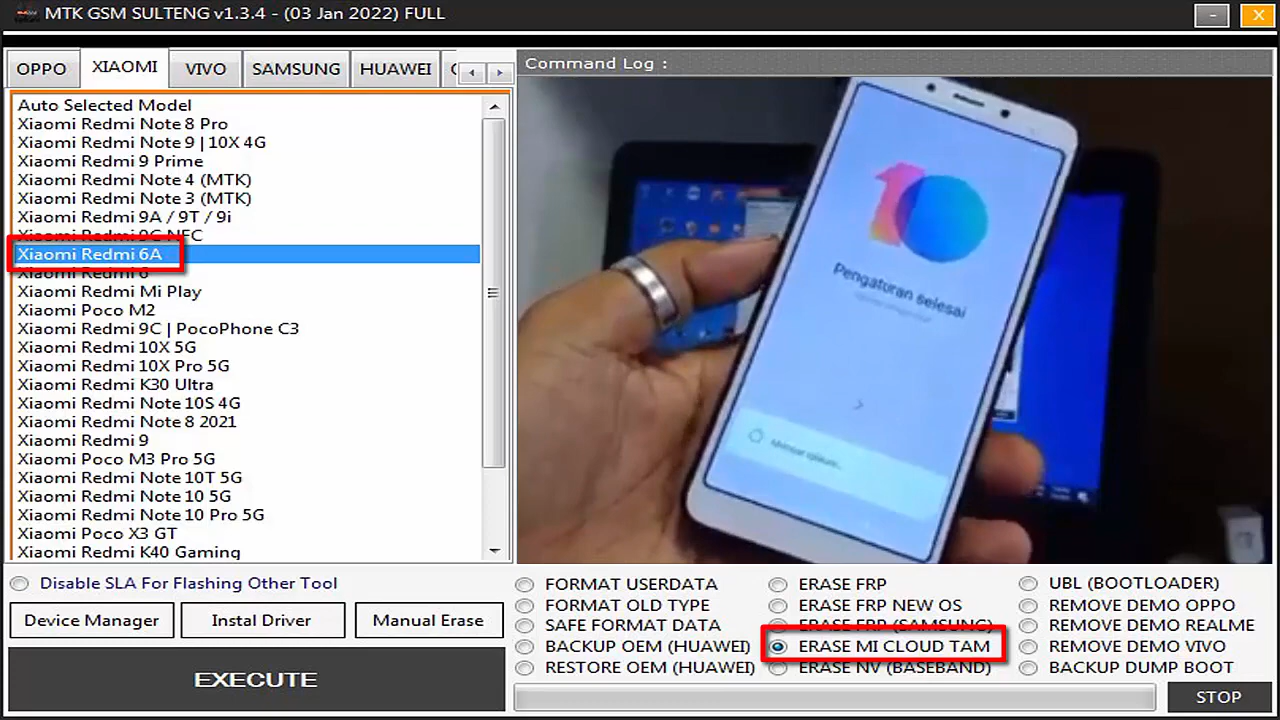 MTK GSM SULTENG v1.3.4 - (03 Jan 2022) FULL
OPPO
XIAOMI
VIVO
SAMSUNG
HUAWEI
Auto Selected Model
Xiaomi Redmi Note 8 Pro
Xiaomi Redmi Note 9 | 10X 4G
Xiaomi Redmi 9 Prime
Xiaomi Redmi Note 4 (MTK)
Xiaomi Redmi Note 3 (MTK)
Xiaomi Redmi 9A / 9T / 9i
Xiaomi Redmi 9C NFC
Xiaomi Redmi 6A
Xiaomi Redmi 6
Xiaomi Redmi Mi Play
Xiaomi Poco M2
Xiaomi Redmi 9C | PocoPhone C3
Xiaomi Redmi 10X 5G
Xiaomi Redmi 10X Pro 5G
Xiaomi Redmi K30 Ultra
Xiaomi Redmi Note 10S 4G
Xiaomi Redmi Note 8 2021
Xiaomi Redmi 9
Xiaomi Poco M3 Pro 5G
Xiaomi Redmi Note 10T 5G
Xiaomi Redmi Note 10 5G
Xiaomi Redmi Note 10 Pro 5G
Xiaomi Poco X3 GT
Xiaomi Redmi K40 Gaming
Command Log :
10
Pengaturan selesai
Disable SLA For Flashing Other Tool
Device Manager
Instal Driver
Manual Erase
EXECUTE
FORMAT USERDATA
FORMAT OLD TYPE
SAFE FORMAT DATA
BACKUP OEM (HUAWEI)
RESTORE OEM (HUAWEI)
ERASE FRP
ERASE FRP NEW OS
ERASE FRP (SAMSUNG)
ERASE MI CLOUD TAM
ERASE NV (BASEBAND)
UBL (BOOTLOADER)
REMOVE DEMO OPPO
REMOVE DEMO REALME
REMOVE DEMO VIVO
BACKUP DUMP BOOT
STOP